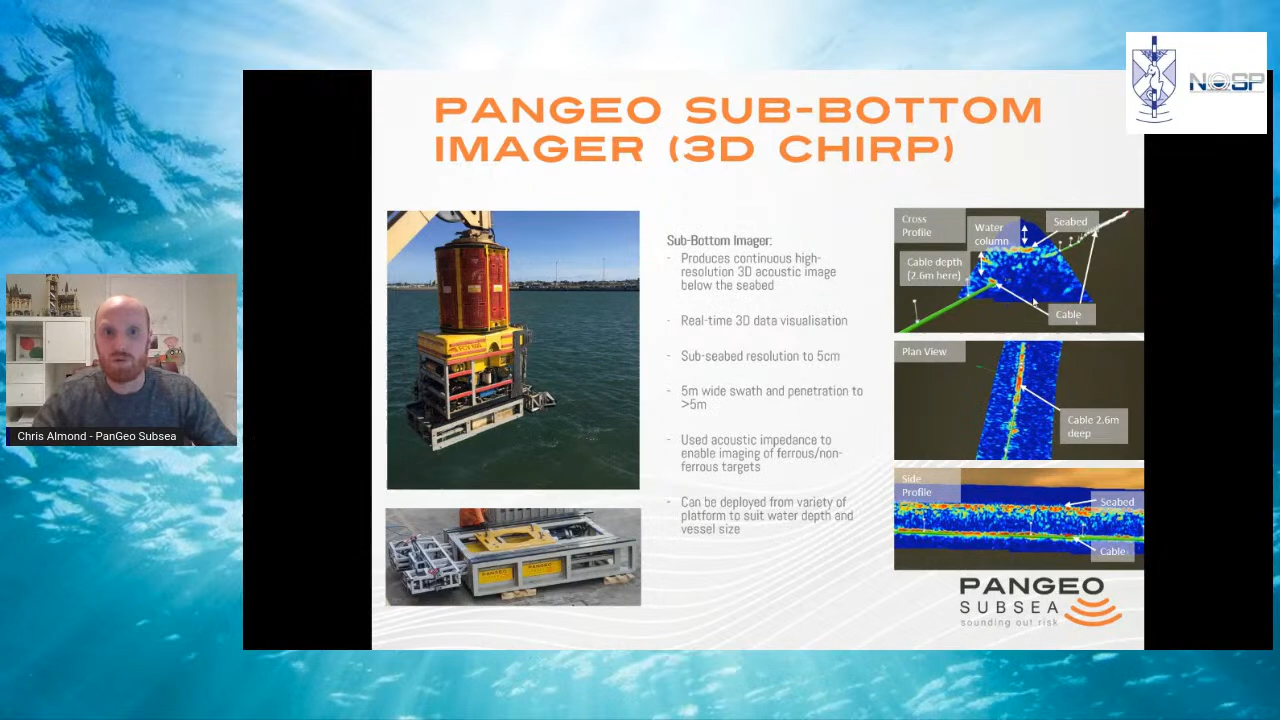 PANGEO SUB-BOTTOM
IMAGER (3D CHIRP)
NOSP
Sub-Bottom Imager:
- Produces continuous high-
resolution 3D acoustic image
below the seabed
- Real-time 3D data visualisation
- Sub-seabed resolution to 5cm
- 5m wide swath and penetration to
>5m
- Used acoustic impedance to
enable imaging of ferrous/non-
ferrous targets
- Can be deployed from variety of
platform to suit water depth and
vessel size
Cross
Profile
Water
column
Seabed
Cable depth
(2.6m here)
Cable
Plan View
Cable 2.6m
deep
Side
Profile
Seabed
Cable
PANGEO
SUBSEA
sounding out risk
Chris Almond - PanGeo Subsea